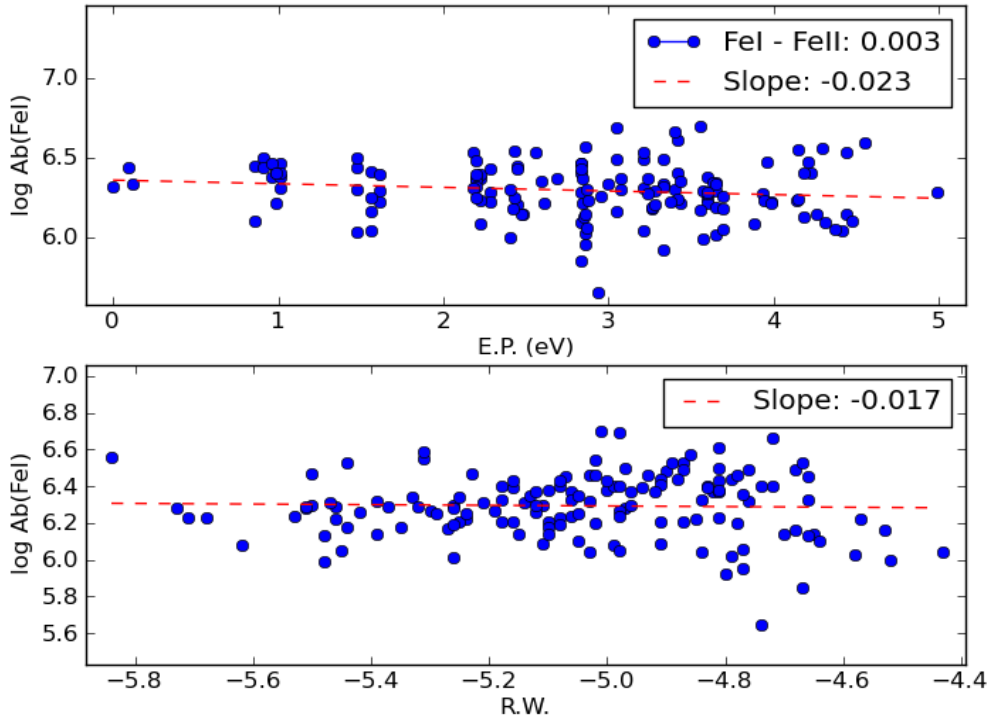 FeI - FeII: 0.003
Slope: -0.023
log Ab(FeI)
7.0
6.5
6.0
0 1 2 3 4 5
E.P. (eV)
Slope: -0.017
log Ab(FeI)
7.0
6.8
6.6
6.4
6.2
6.0
5.8
5.6
−5.8 −5.6 −5.4 −5.2 −5.0 −4.8 −4.6 −4.4
R.W.